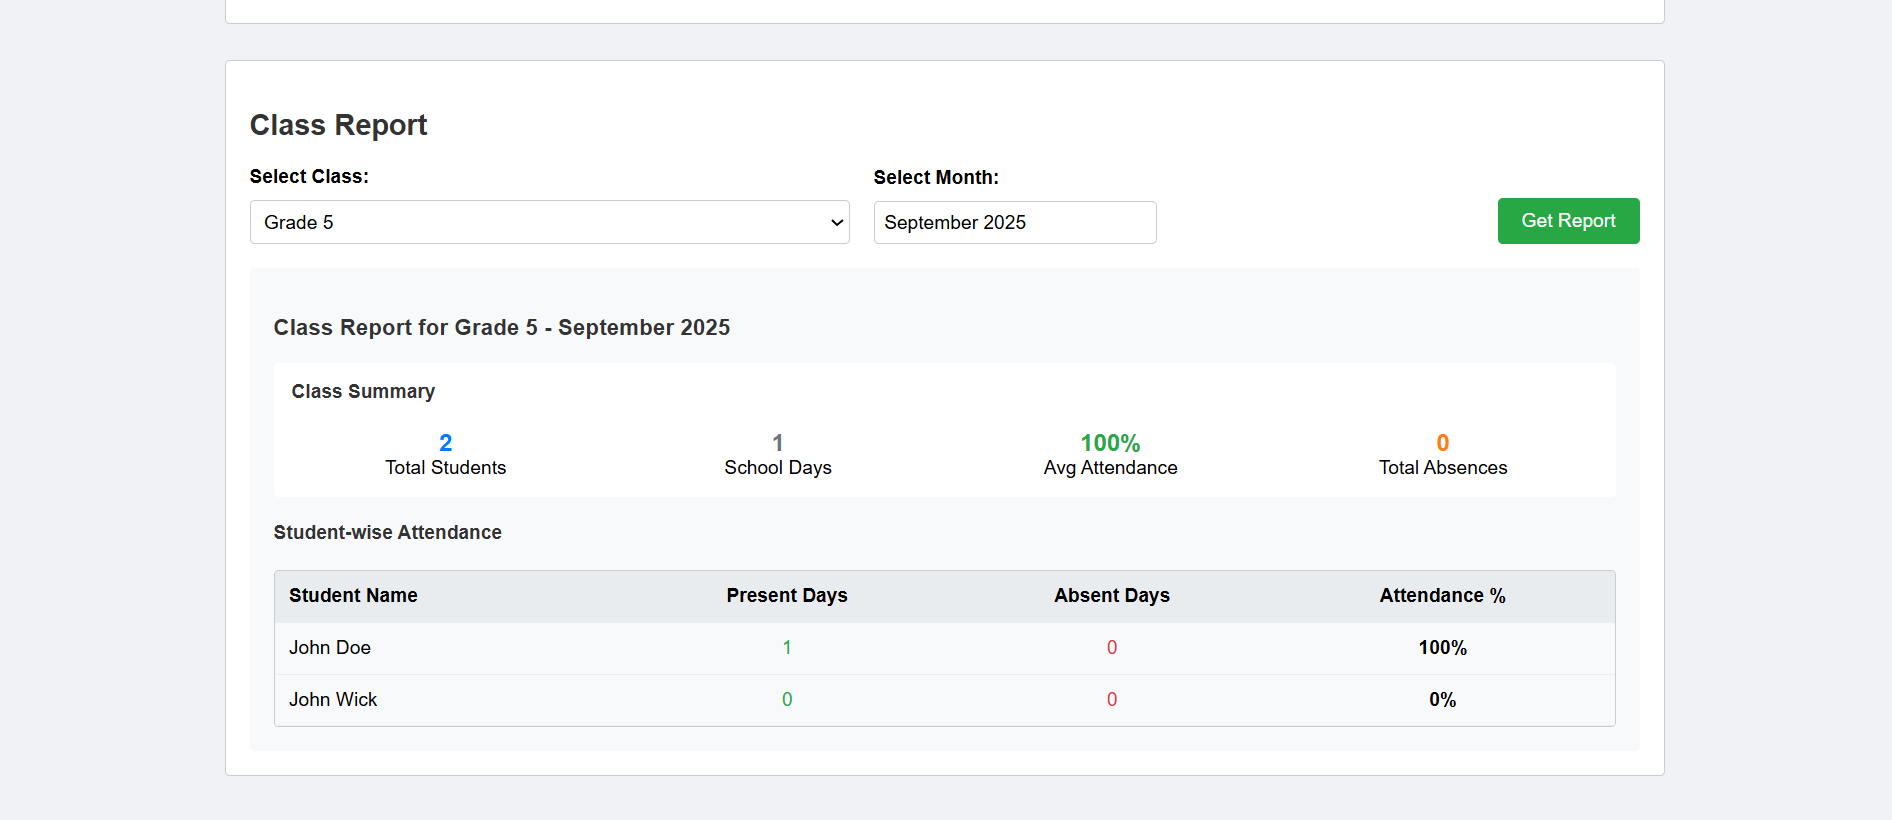 Class Report
Select Class:
Select Month:
Grade 5
September 2025
Get Report
Class Report for Grade 5 - September 2025
Class Summary
2
1
100%
0
Total Students
School Days
Avg Attendance
Total Absences
Student-wise Attendance
Student Name Present Days Absent Days Attendance %
John Doe 1 0 100%
John Wick 0 0 0%